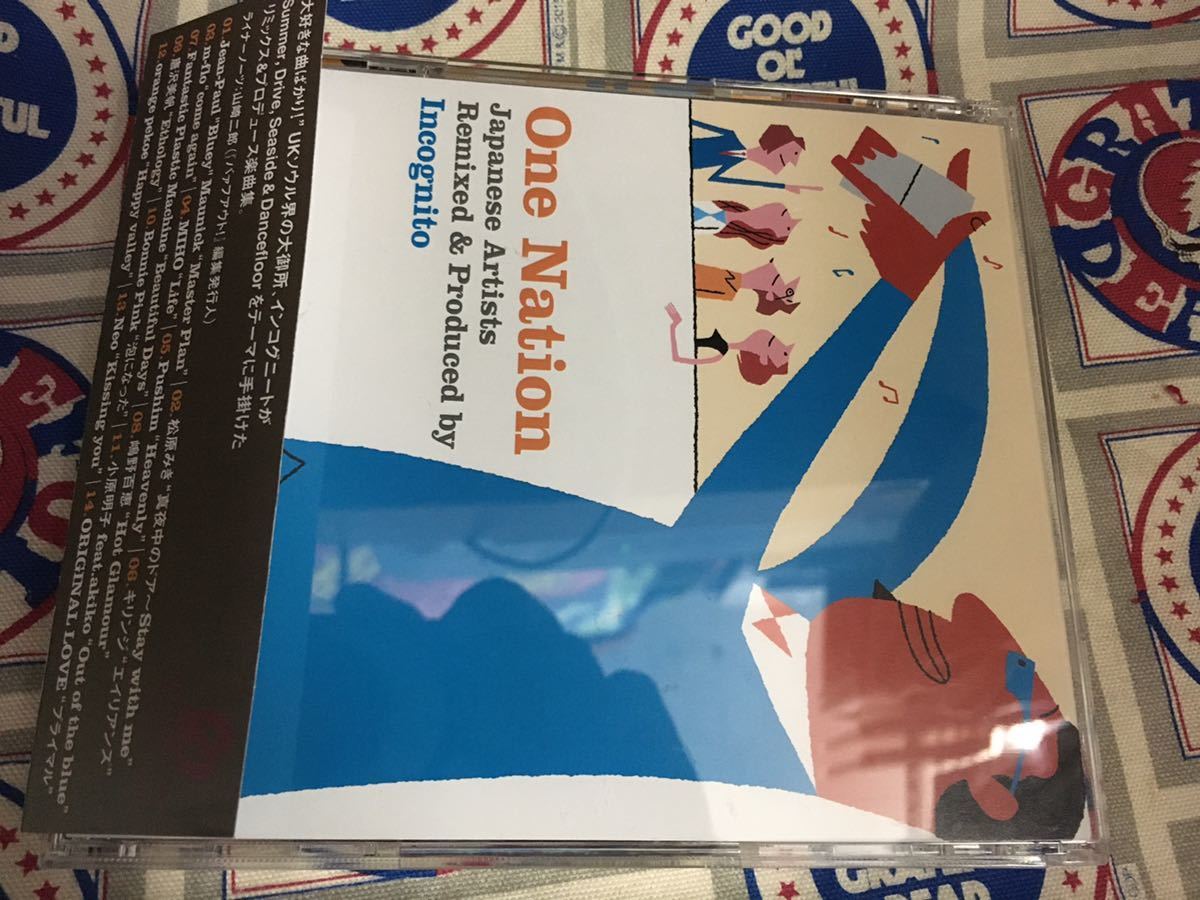 One Nation
Japanese Artists
Remixed & Produced by
Incognito
大好きな曲ばかり!" UKソウル界の大御所、インコグニートが
Summer, Drive, Seaside & Dancefloor をテーマに手掛けた
リミックス&プロデュース楽曲集。
ライナーノーツ:山崎二郎(『バァフアウト!』編集発行人)
01. Jean-Paul "Bluey" Maunick "Master Plan" | 02. 松原みき "真夜中のドア〜Stay with me"
03. m-flo "come again" | 04. MIHO "Life" | 05. Pushim "Heavenly" | 06. キリンジ "エイリアンズ"
07. Fantastic Plastic Machine "Beautiful Days" | 08. 嶋野百恵 "Hot Glamour"
09. 唐沢美帆 "Ethology" | 10. Bonnie Pink "泡になった" | 11. 小原明子 feat. akiko "Out of the blue"
12. orange pekoe "Happy valley" | 13. Neo "Kissing you" | 14. ORIGINAL LOVE "プライマル"
GOOD
OL'
GRATEFUL
DEAD